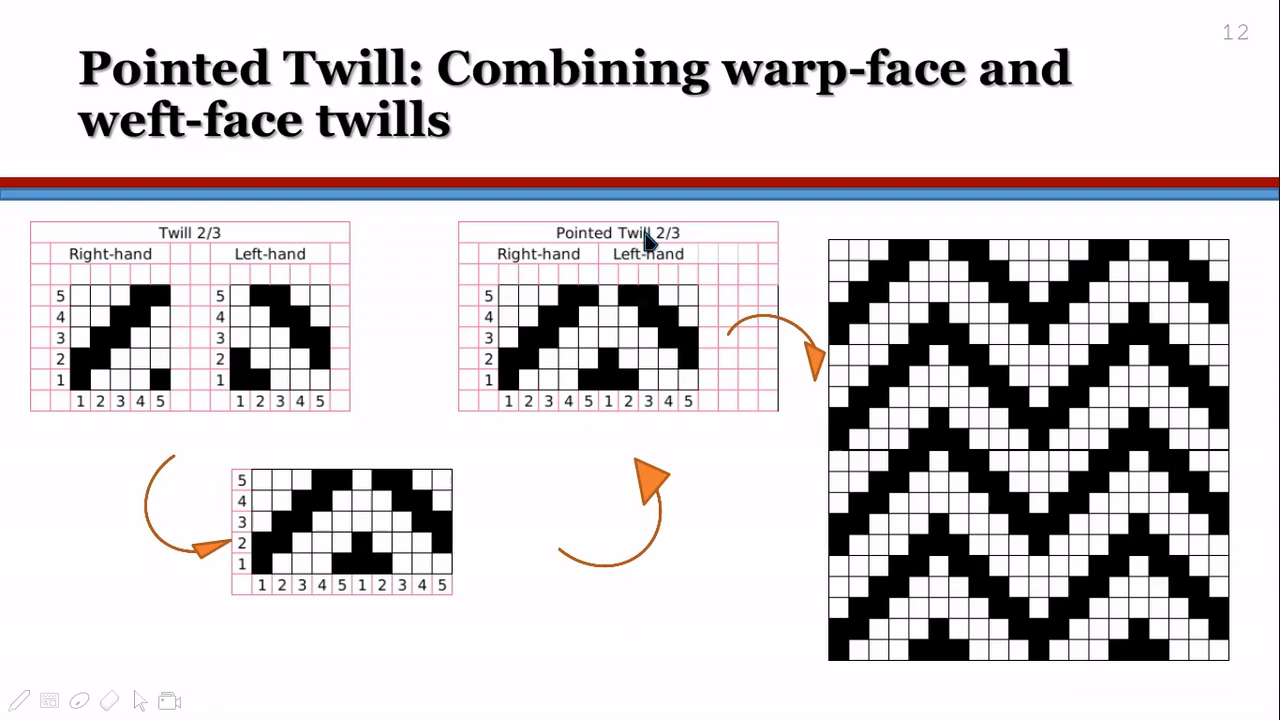 12
Pointed Twill: Combining warp-face and
weft-face twills
Twill 2/3
Right-hand Left-hand
5 5
4 4
3 3
2 2
1 1
1 2 3 4 5 1 2 3 4 5
Pointed Twill 2/3
Right-hand Left-hand
5
4
3
2
1
1 2 3 4 5 1 2 3 4 5
5
4
3
2
1
1 2 3 4 5 1 2 3 4 5